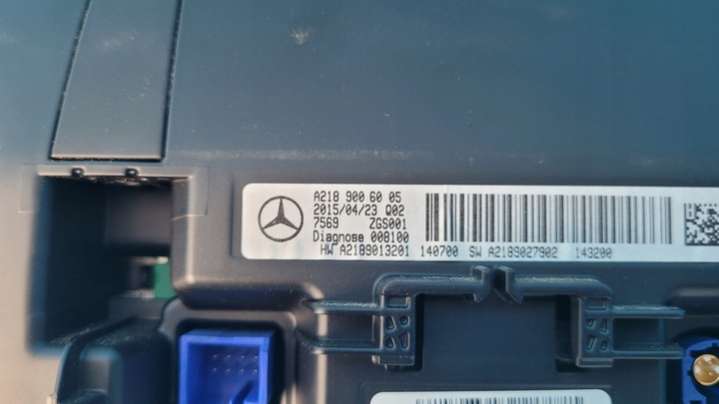 A218 900 60 05
2015/04/23 Q02
7569 ZGS001
Diagnose 008100
HW A2189013201 140700 SW A2189027902 143200